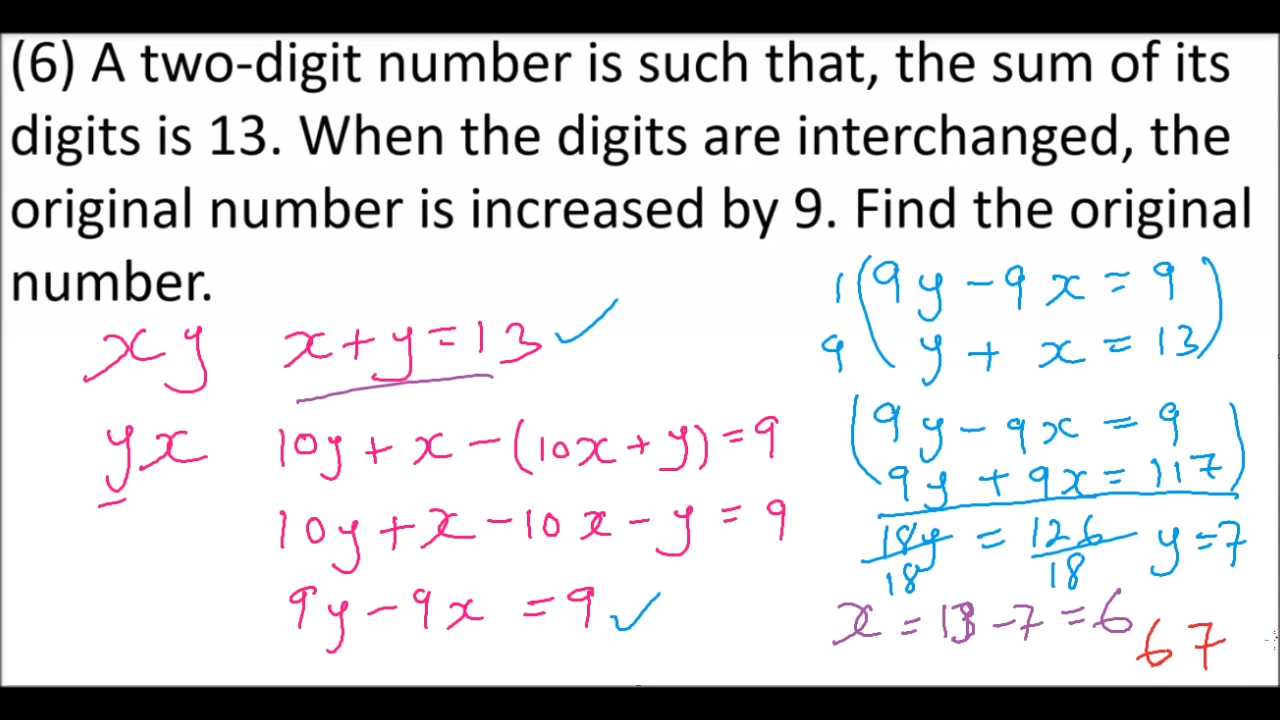 (6) A two-digit number is such that, the sum of its
digits is 13. When the digits are interchanged, the
original number is increased by 9. Find the original
number.
xy x+y=13 ✓
yx 10y+x-(10x+y)=9
10y+x-10x-y=9
9y-9x=9 ✓
1(9y-9x=9
9 y+x=13)
(9y-9x=9
9y+9x=117)
18y/18 = 126/18 y=7
x=13-7=6
67